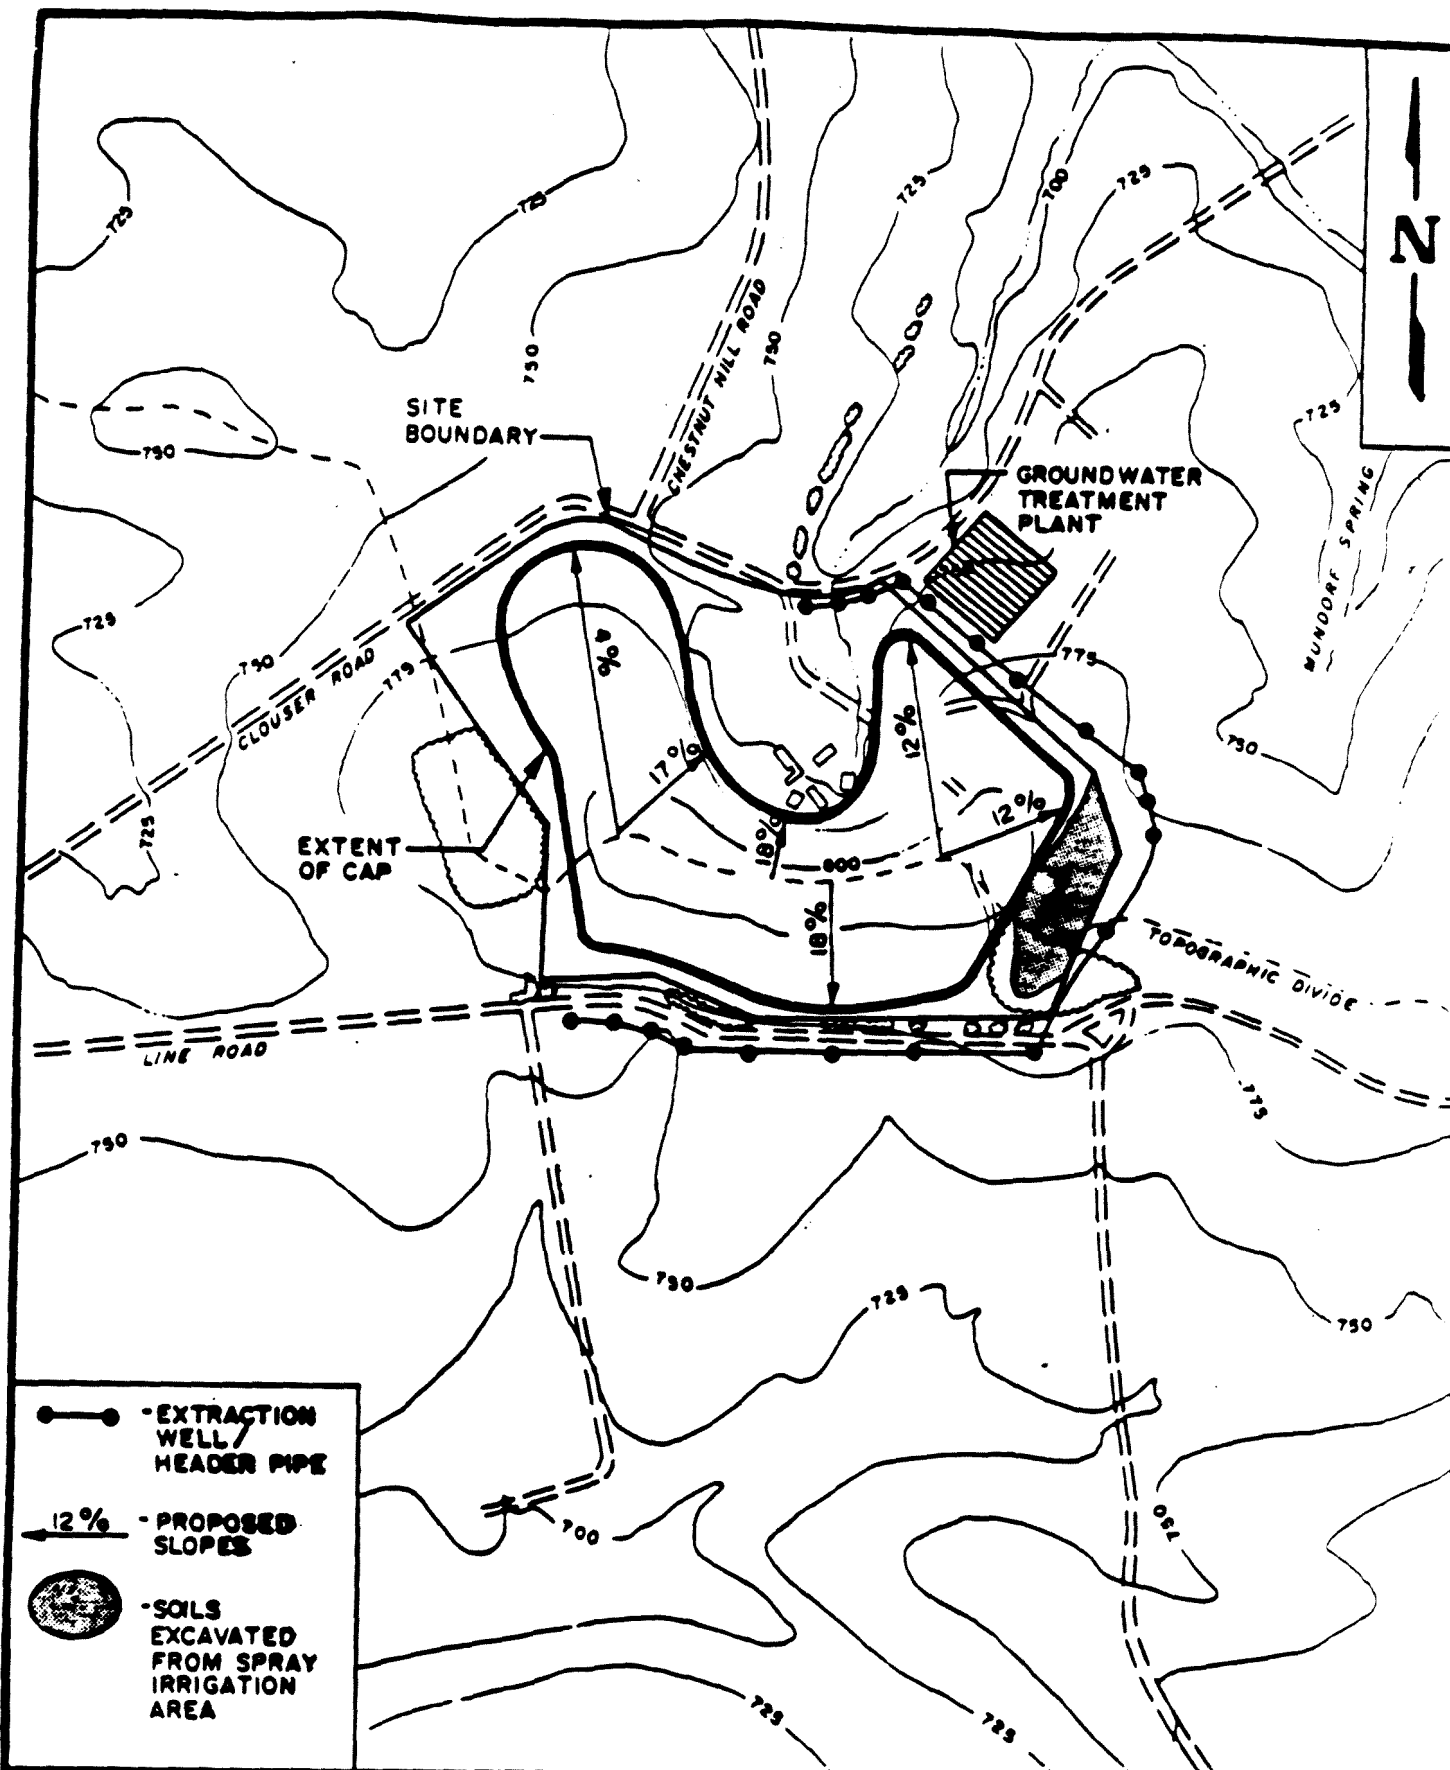 725
725
725
700
725
N
CHESTNUT HILL ROAD
750
750
SITE
BOUNDARY
725
750
GROUNDWATER
TREATMENT
PLANT
MUNDORF SPRING
725
750
CLOUSER ROAD
775
4%
775
12%
17%
750
12%
725
18%
800
EXTENT
OF CAP
18%
TOPOGRAPHIC DIVIDE
LINE ROAD
775
750
750
725
750
-EXTRACTION
WELL/
HEADER PIPE
12%
-PROPOSED
SLOPES
700
750
-SOILS
EXCAVATED
FROM SPRAY
IRRIGATION
AREA
725
725